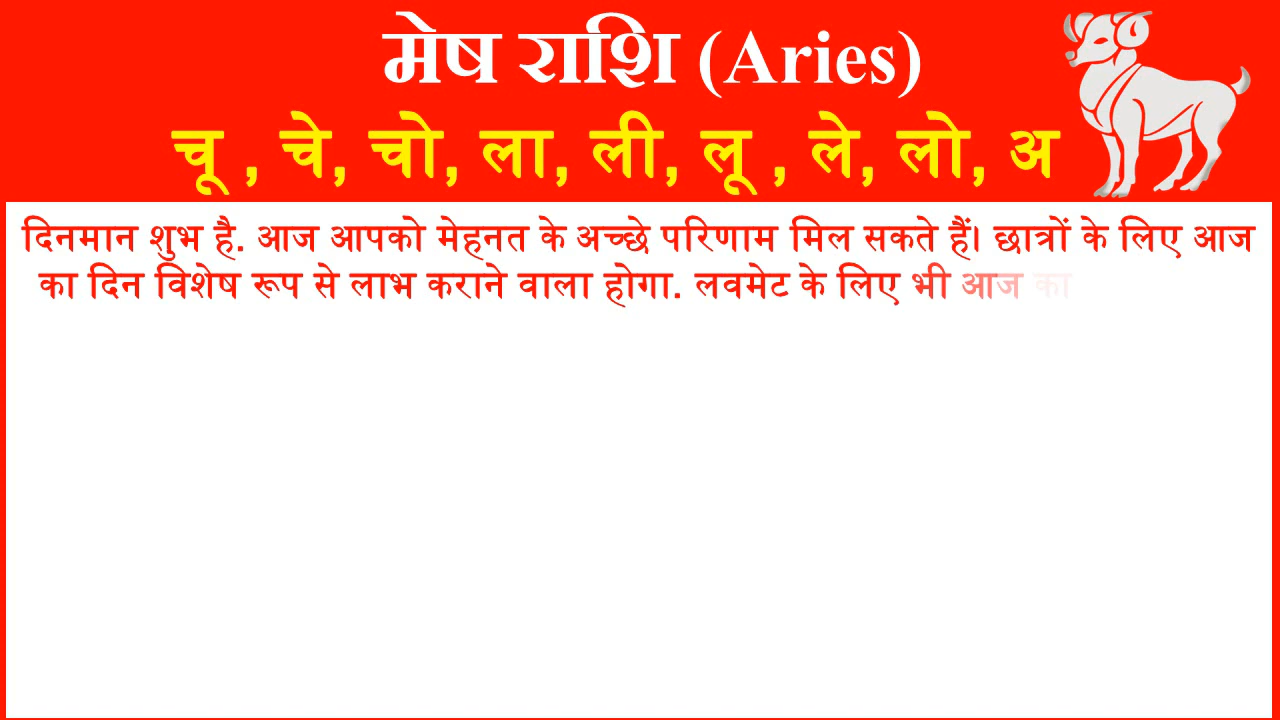 मेष राशि (Aries)
चू , चे, चो, ला, ली, लू , ले, लो, अ
दिनमान शुभ है. आज आपको मेहनत के अच्छे परिणाम मिल सकते हैं। छात्रों के लिए आज
का दिन विशेष रूप से लाभ कराने वाला होगा. लवमेट के लिए भी आज का